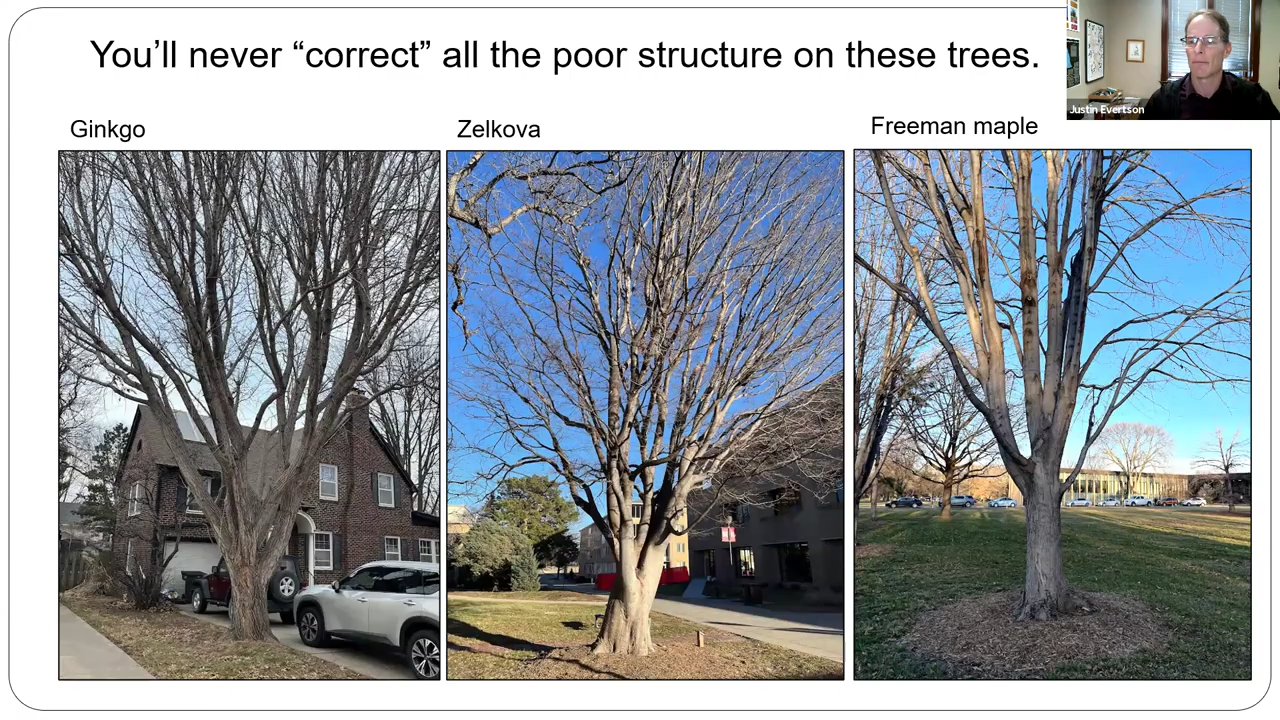 You’ll never “correct” all the poor structure on these trees.
Justin Evertson
Ginkgo
Zelkova
Freeman maple